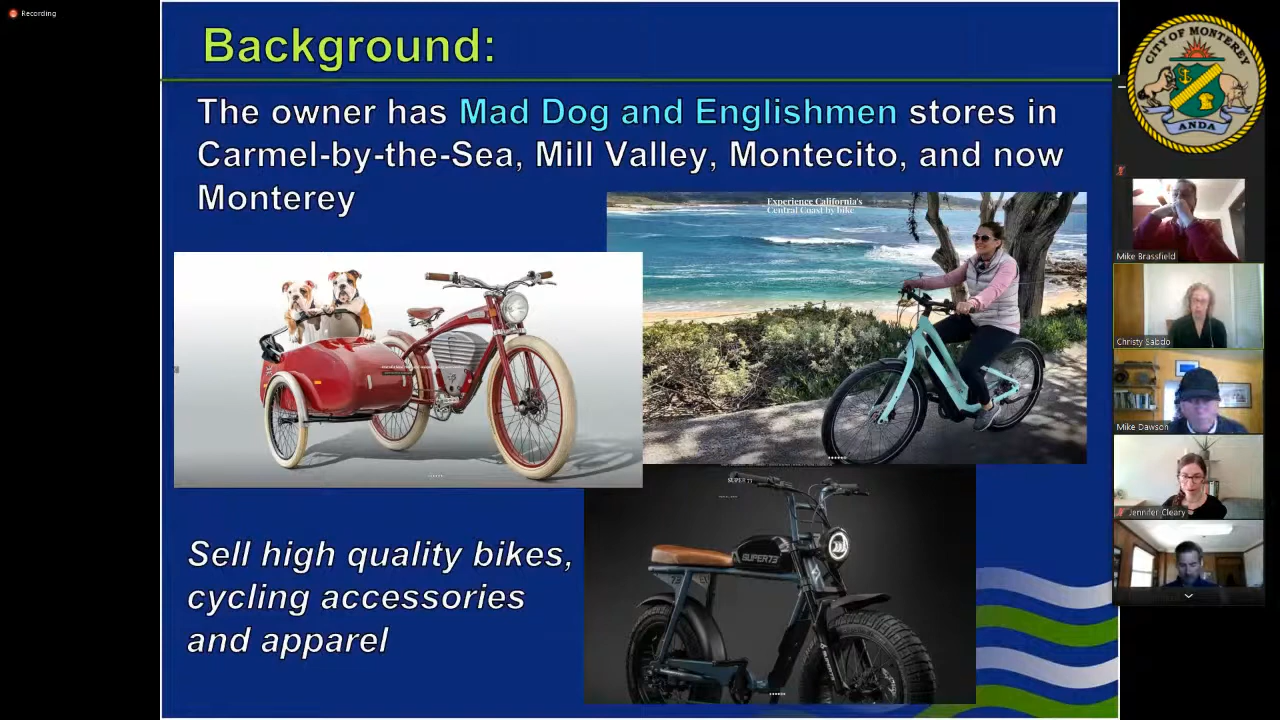 Recording
Background:
The owner has Mad Dog and Englishmen stores in
Carmel-by-the-Sea, Mill Valley, Montecito, and now
Monterey
Experience California's
Central Coast by bike.
SUPER73
SUPER73
Sell high quality bikes,
cycling accessories
and apparel
CITY OF MONTEREY
ANDA
Mike Brassfield
Christy Sabdo
Mike Dawson
Jennifer Cleary